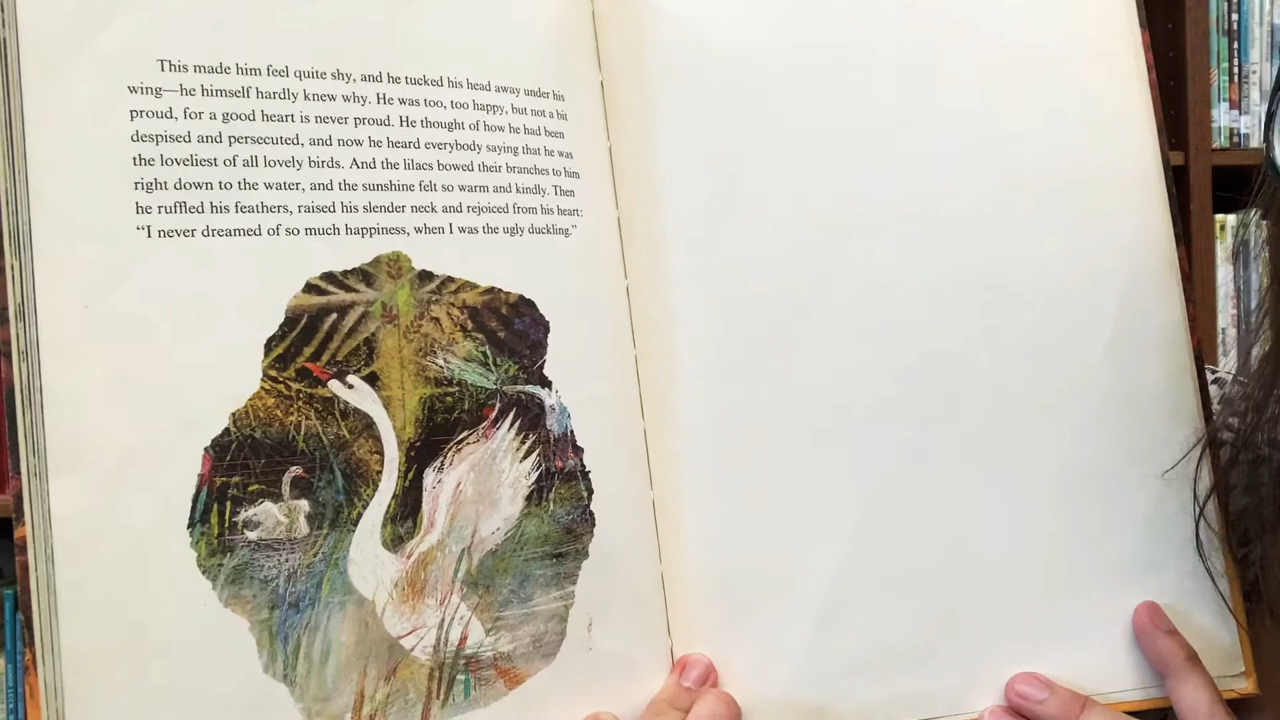 This made him feel quite shy, and he tucked his head away under his
wing—he himself hardly knew why. He was too, too happy, but not a bit
proud, for a good heart is never proud. He thought of how he had been
despised and persecuted, and now he heard everybody saying that he was
the loveliest of all lovely birds. And the lilacs bowed their branches to him
right down to the water, and the sunshine felt so warm and kindly. Then
he ruffled his feathers, raised his slender neck and rejoiced from his heart:
“I never dreamed of so much happiness, when I was the ugly duckling.”